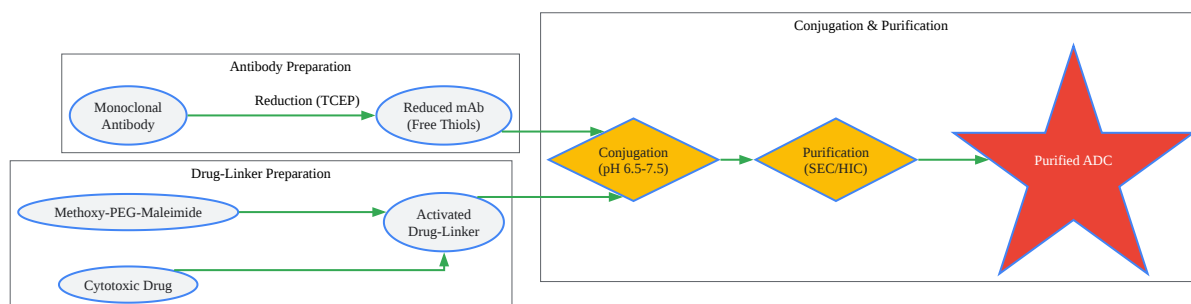 Conjugation & Purification
Antibody Preparation
Monoclonal
Antibody
Reduction (TCEP)
Reduced mAb
(Free Thiols)
Conjugation
(pH 6.5-7.5)
Purification
(SEC/HIC)
Purified ADC
Drug-Linker Preparation
Methoxy-PEG-Maleimide
Activated
Drug-Linker
Cytotoxic Drug